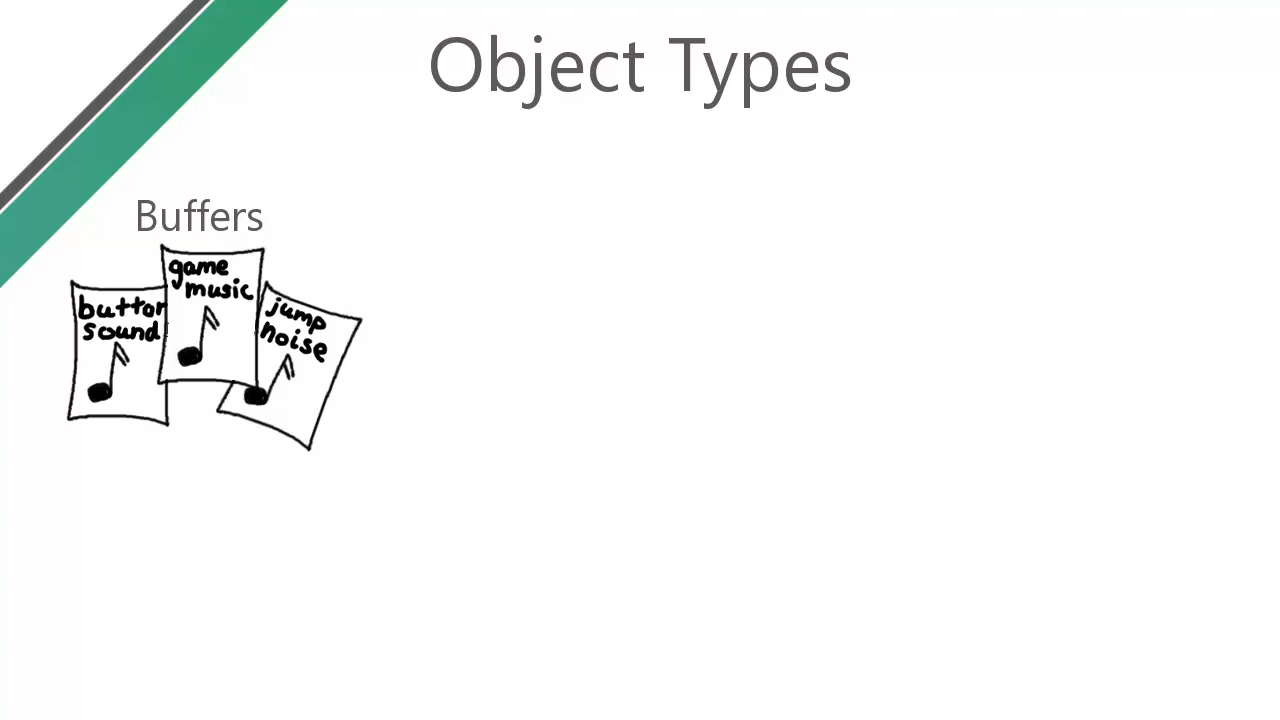 Object Types
Buffers
button
sound
game
music
jump
noise